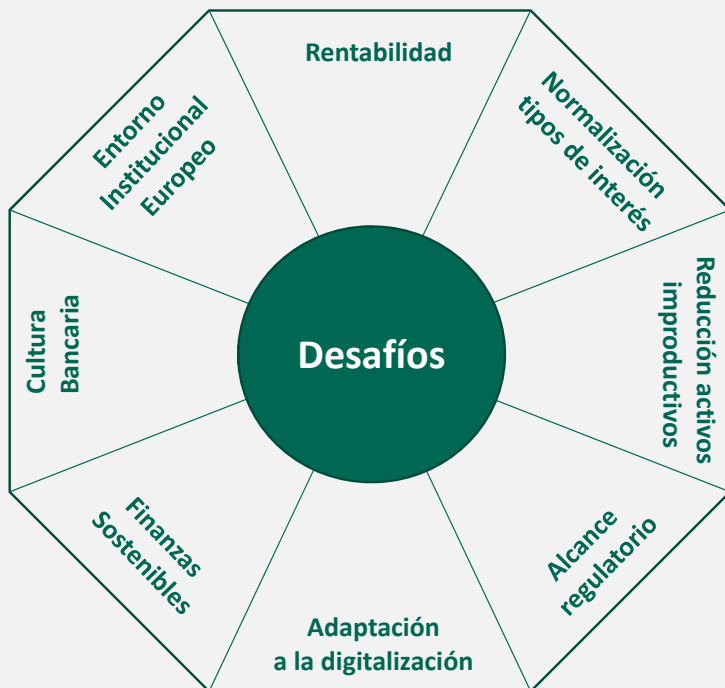 Rentabilidad
Normalización
tipos de interés
Reducción activos
improductivos
Alcance
regulatorio
Adaptación
a la digitalización
Finanzas
Sostenibles
Cultura
Bancaria
Entorno
Institucional
Europeo
Desafíos